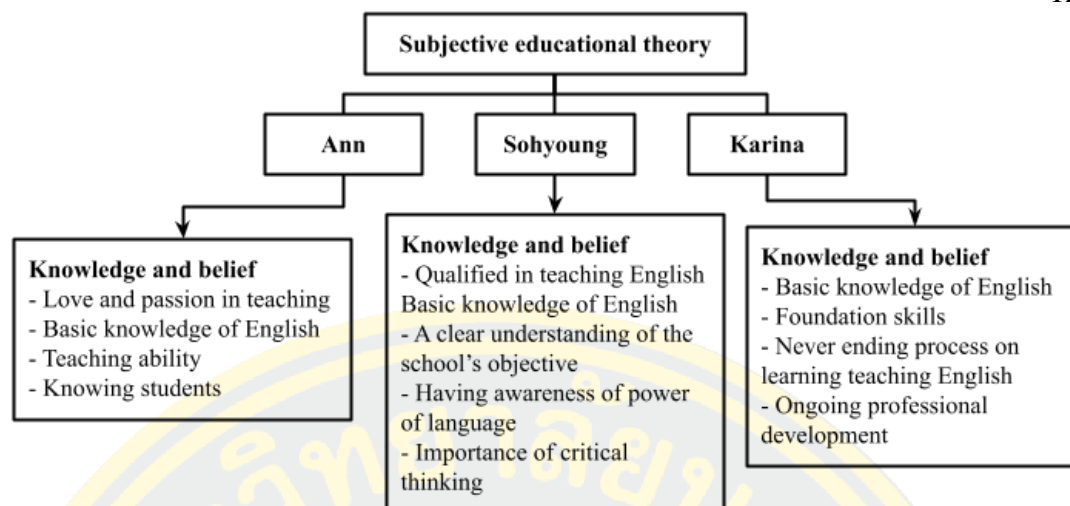 Subjective educational theory
Ann
Sohyoung
Karina
Knowledge and belief
- Love and passion in teaching
- Basic knowledge of English
- Teaching ability
- Knowing students
Knowledge and belief
- Qualified in teaching English
Basic knowledge of English
- A clear understanding of the
school's objective
- Having awareness of power
of language
- Importance of critical
thinking
Knowledge and belief
- Basic knowledge of English
- Foundation skills
- Never ending process on
learning teaching English
- Ongoing professional
development